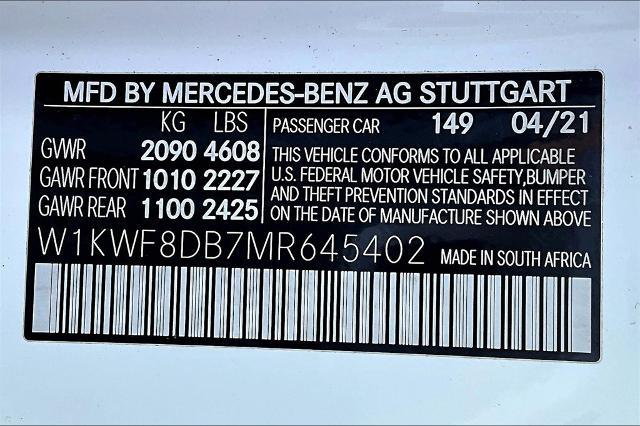 MFD BY MERCEDES-BENZ AG STUTTGART
KG LBS
GVWR 2090 4608
GAWR FRONT 1010 2227
GAWR REAR 1100 2425
PASSENGER CAR 149 04/21
THIS VEHICLE CONFORMS TO ALL APPLICABLE
U.S. FEDERAL MOTOR VEHICLE SAFETY,BUMPER
AND THEFT PREVENTION STANDARDS IN EFFECT
ON THE DATE OF MANUFACTURE SHOWN ABOVE
W1KWF8DB7MR645402 MADE IN SOUTH AFRICA